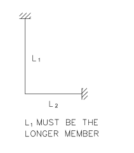 L₁
L₂
L₁ MUST BE THE
LONGER MEMBER